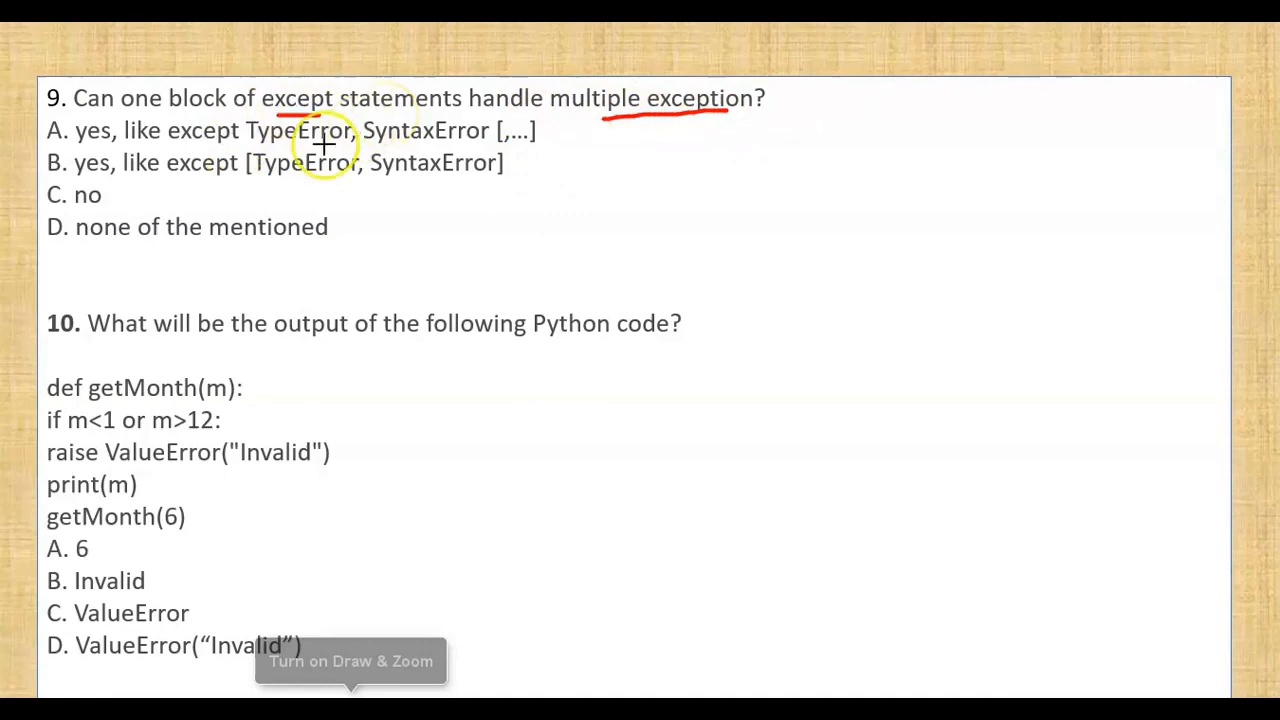 9. Can one block of except statements handle multiple exception?
A. yes, like except TypeError, SyntaxError [,…]
B. yes, like except [TypeError, SyntaxError]
C. no
D. none of the mentioned
10. What will be the output of the following Python code?
def getMonth(m):
if m<1 or m>12:
raise ValueError("Invalid")
print(m)
getMonth(6)
A. 6
B. Invalid
C. ValueError
D. ValueError(“Invalid”)
Turn on Draw & Zoom